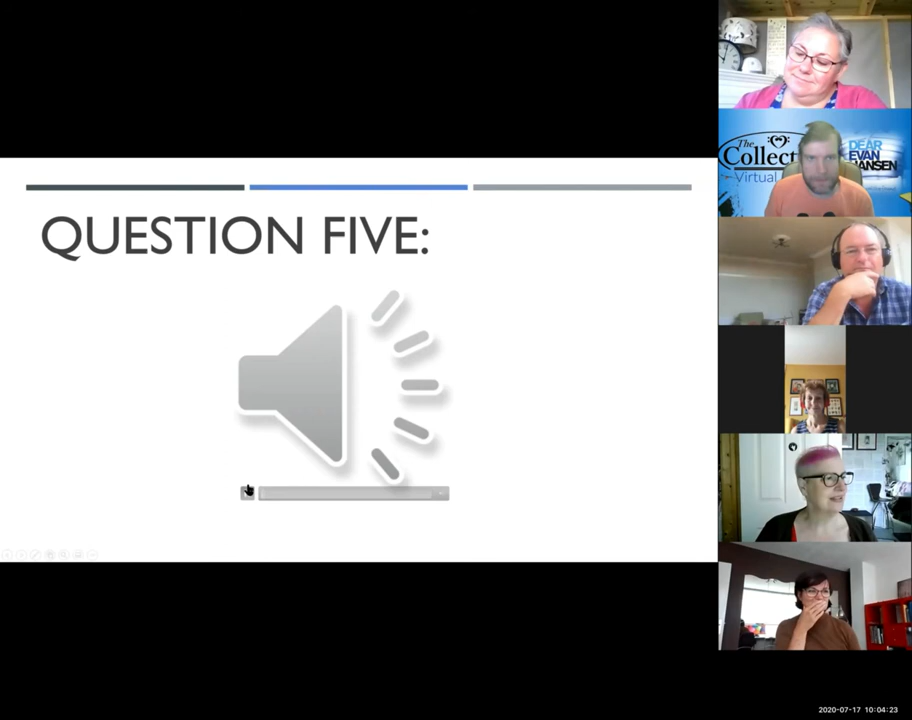 QUESTION FIVE:
The
Collect
Virtual
DEAR
EVAN
HANSEN
2020-07-17 10:04:23